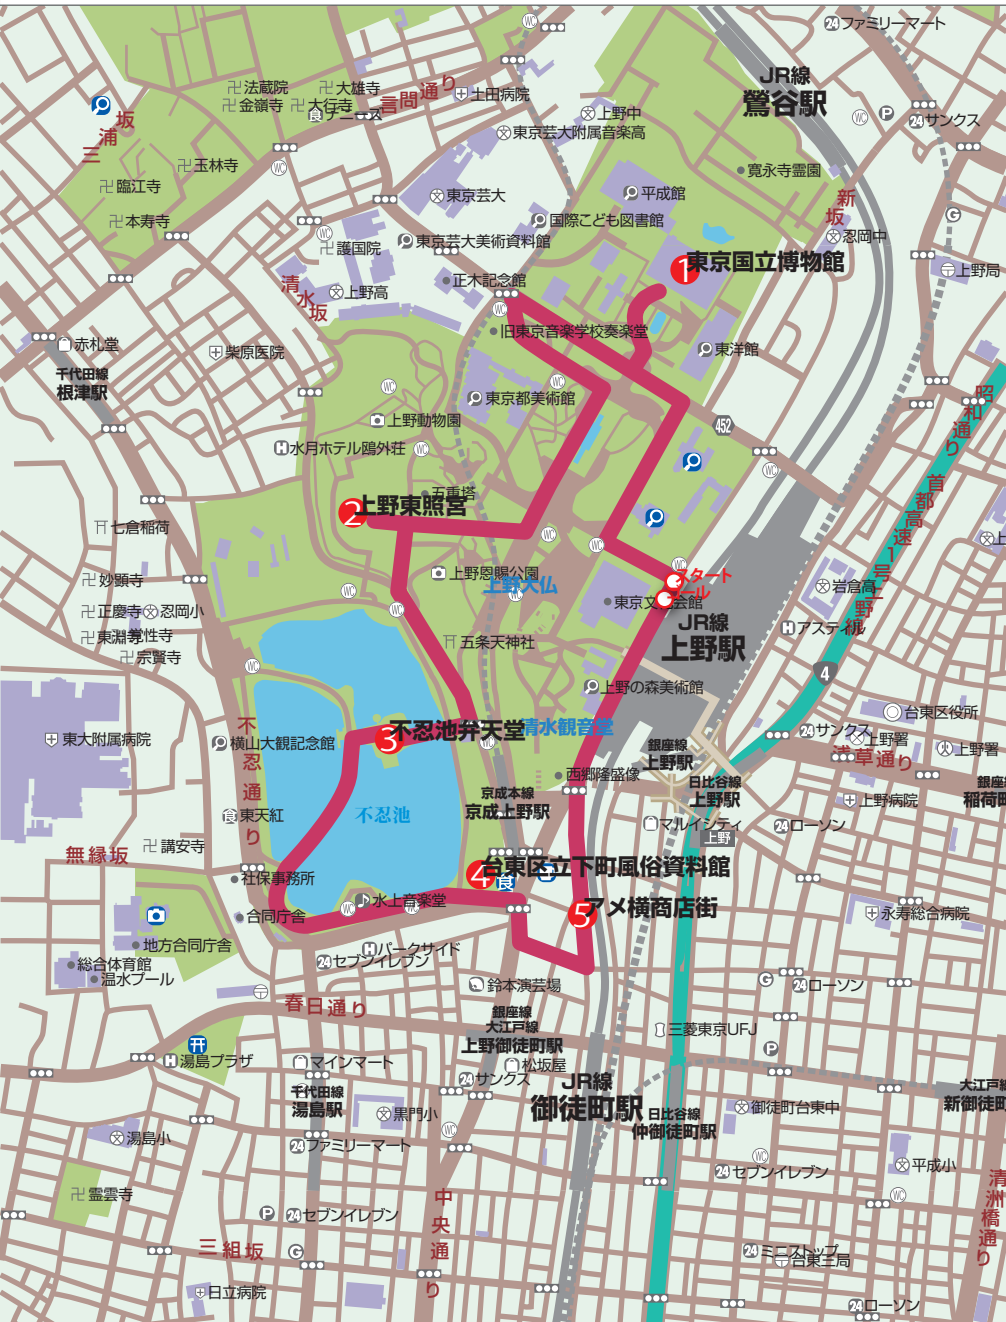 ファミリーマート
JR線
鶯谷駅
サンクス
法蔵院
大雄寺
金嶺寺
大行寺
デニーズ
言問通り
土田病院
上野中
東京芸大附属音楽高
三浦坂
玉林寺
臨江寺
本寿寺
寛永寺霊園
平成館
東京芸大
国際こども図書館
新坂
忍岡中
護国院
東京芸大美術資料館
1
東京国立博物館
上野局
正木記念館
清水坂
上野高
旧東京音楽学校奏楽堂
赤札堂
柴原医院
東洋館
千代田線
根津駅
東京都美術館
昭和通り
上野動物園
452
水月ホテル鴎外荘
五重塔
2
上野東照宮
首都高速1号上野線
七倉稲荷
上野恩賜公園
上野大仏
スタート
ゴール
妙顕寺
岩倉高
正慶寺
忍岡小
東淵寺
覚性寺
宗賢寺
東京文化会館
JR線
上野駅
アスティル
五条天神社
4
上野の森美術館
台東区役所
不忍通り
3
不忍池弁天堂
清水観音堂
サンクス
上野署
上野署
東大附属病院
横山大観記念館
銀座線
上野駅
浅草通り
西郷隆盛像
日比谷線
上野駅
銀座
稲荷町
京成本線
京成上野駅
上野病院
東天紅
不忍池
マルイシティ
ローソン
上野
無縁坂
講安寺
4
台東区立下町風俗資料館
社保事務所
水上音楽堂
5
アメ横商店街
合同庁舎
永寿総合病院
地方合同庁舎
パークサイド
セブンイレブン
総合体育館
温水プール
鈴本演芸場
ローソン
春日通り
銀座線
大江戸線
上野御徒町駅
三菱東京UFJ
湯島プラザ
マインマート
松坂屋
サンクス
JR線
御徒町駅
千代田線
湯島駅
大江戸
新御徒町
黒門小
日比谷線
仲御徒町駅
御徒町台東中
湯島小
ファミリーマート
平成小
セブンイレブン
霊雲寺
中央通り
清洲橋通り
セブンイレブン
三組坂
ミニストップ
台東三局
日立病院
ローソン